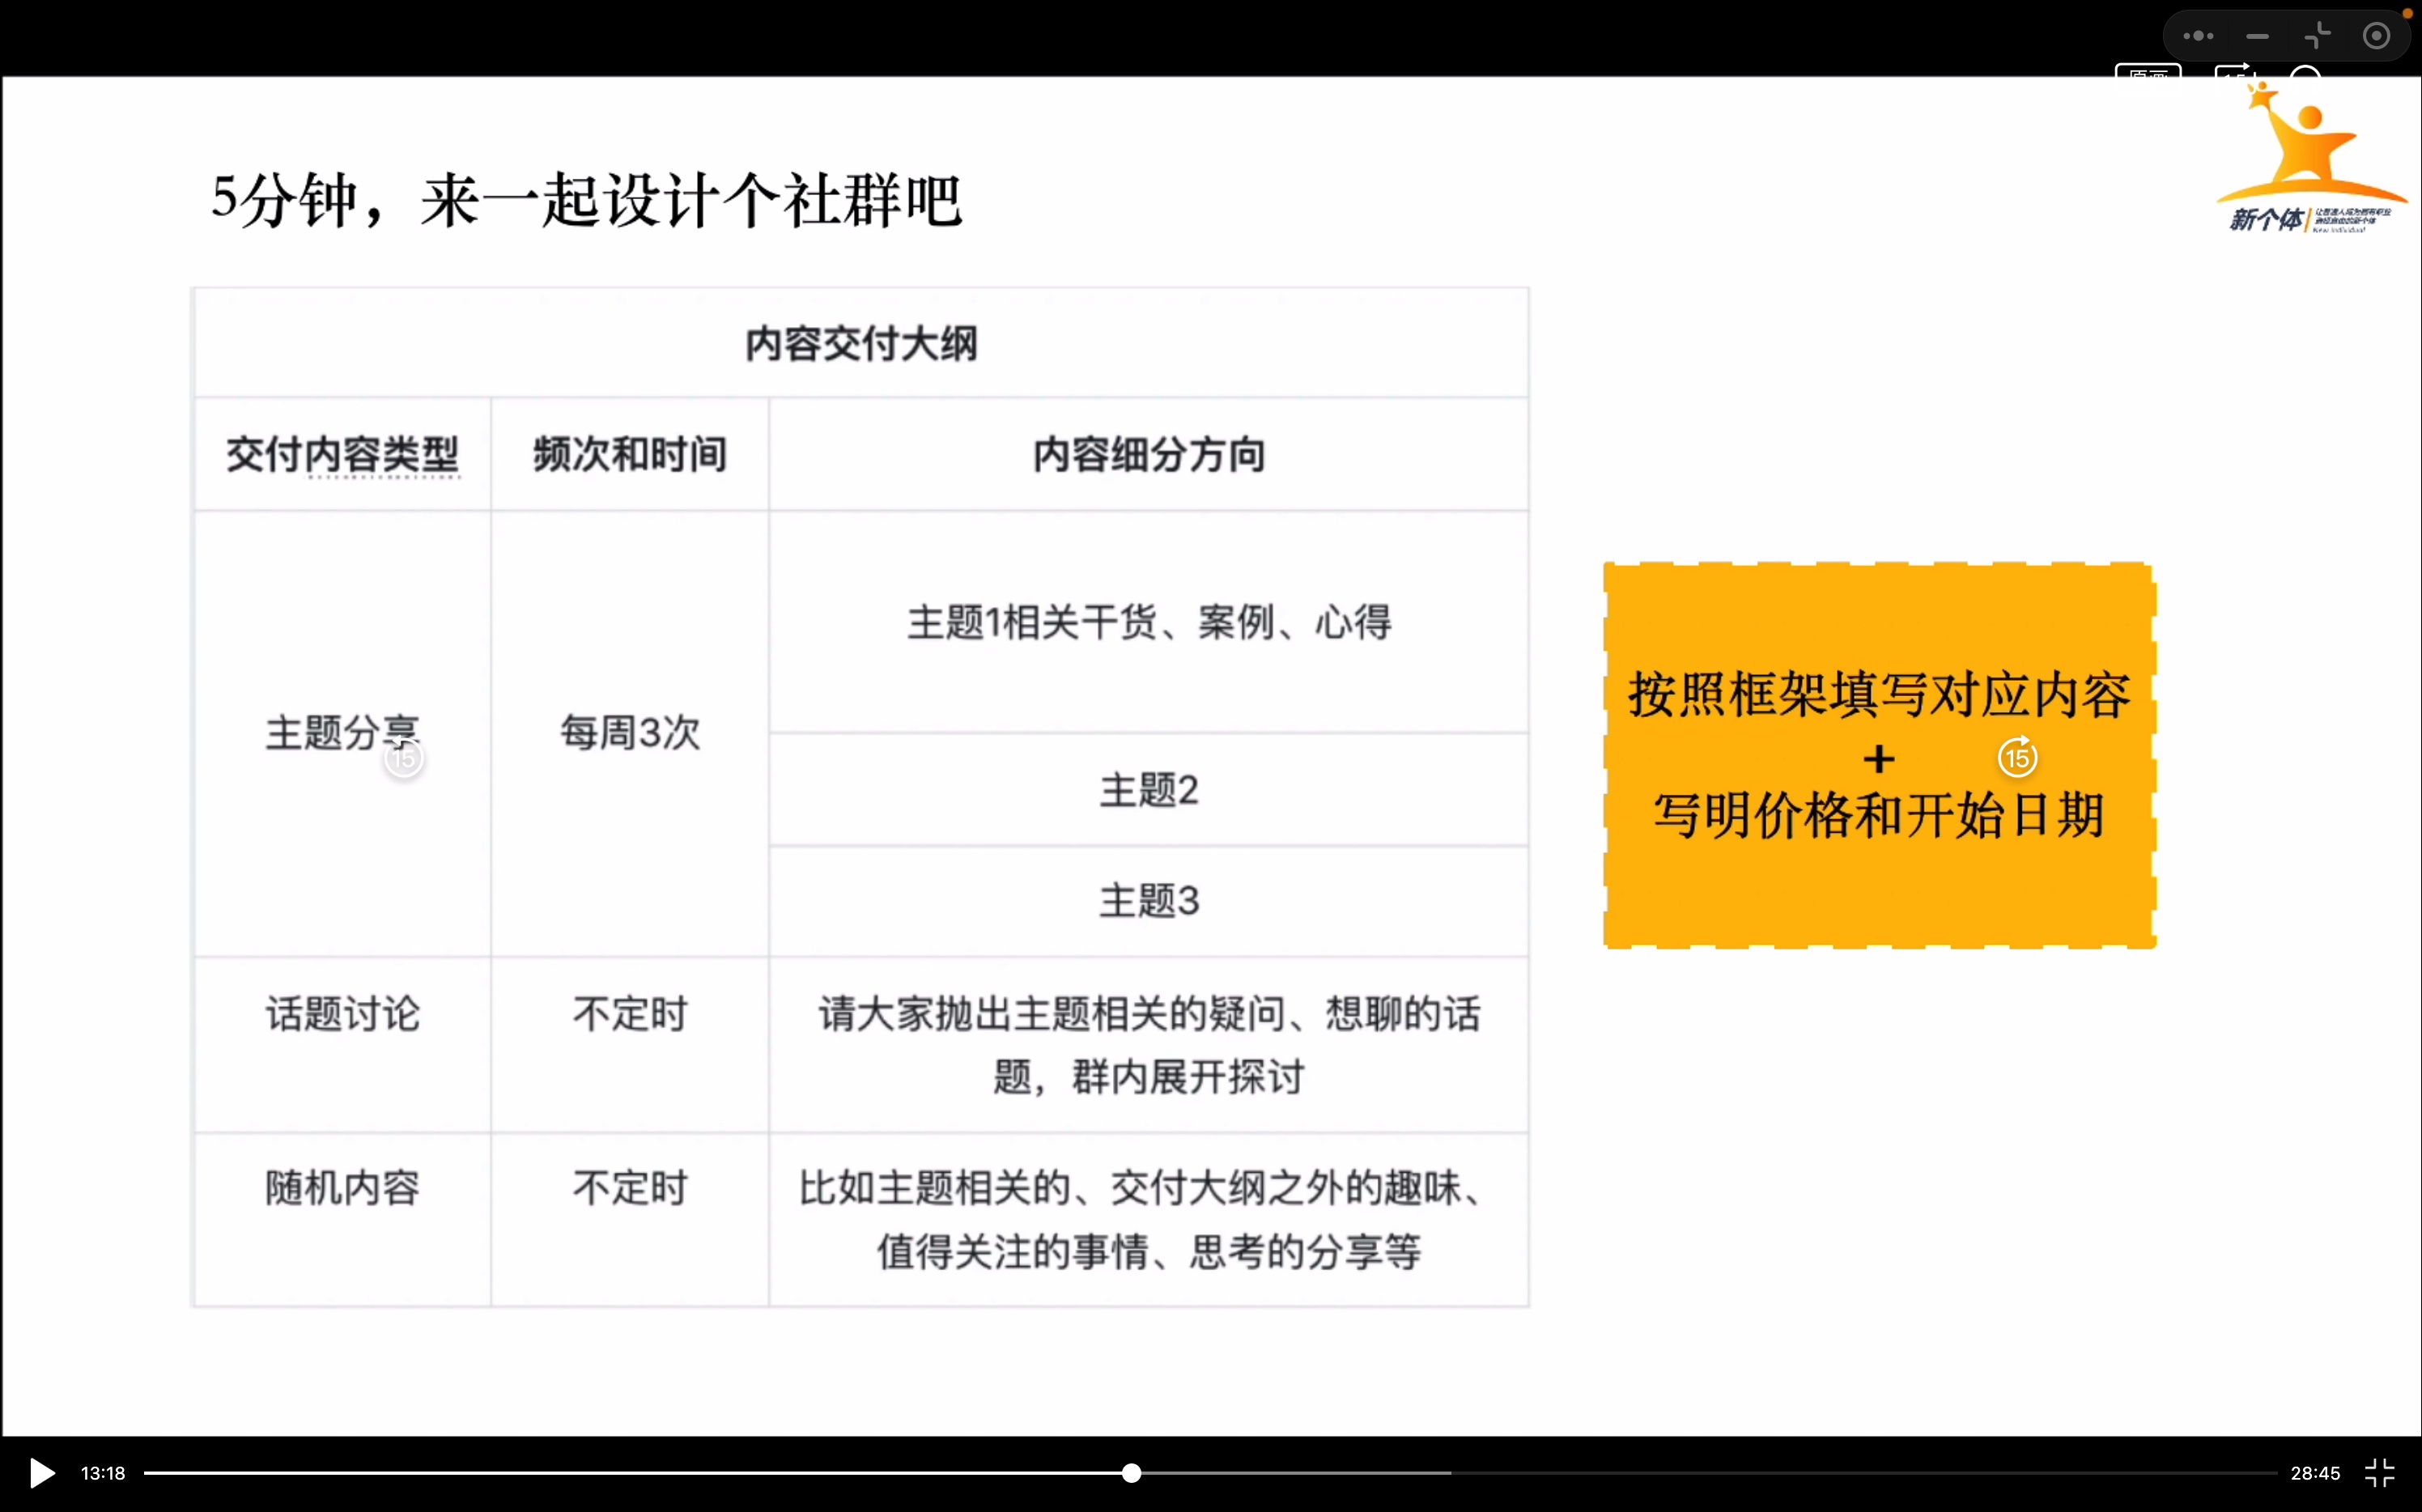 5分钟，来一起设计个社群吧
新个体
New Individual
内容交付大纲
交付内容类型
频次和时间
内容细分方向
主题分享
每周3次
主题1相关干货、案例、心得
主题2
主题3
话题讨论
不定时
请大家抛出主题相关的疑问、想聊的话
题，群内展开探讨
随机内容
不定时
比如主题相关的、交付大纲之外的趣味、
值得关注的事情、思考的分享等
按照框架填写对应内容
+
写明价格和开始日期
15
15
13:18
28:45